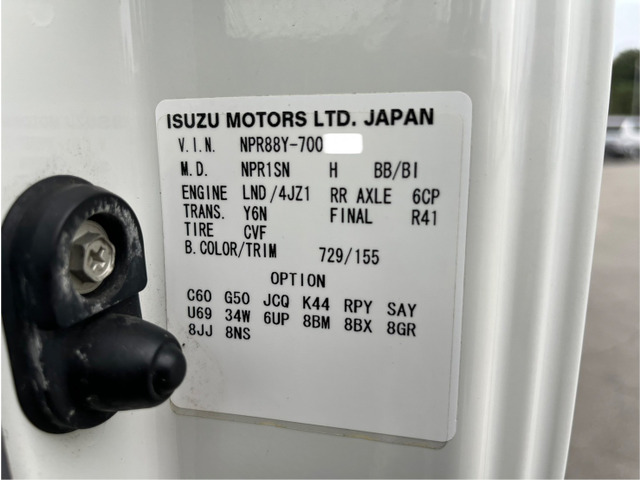 ISUZU MOTORS LTD. JAPAN
V.I.N. NPR88Y-700
M.D. NPR1SN H BB/BI
ENGINE LND/4JZ1 RR AXLE 6CP
TRANS. Y6N FINAL R41
TIRE CVF
B.COLOR/TRIM 729/155
OPTION
C60 G50 JCQ K44 RPY SAY
U69 34W 6UP 8BM 8BX 8GR
8JJ 8NS